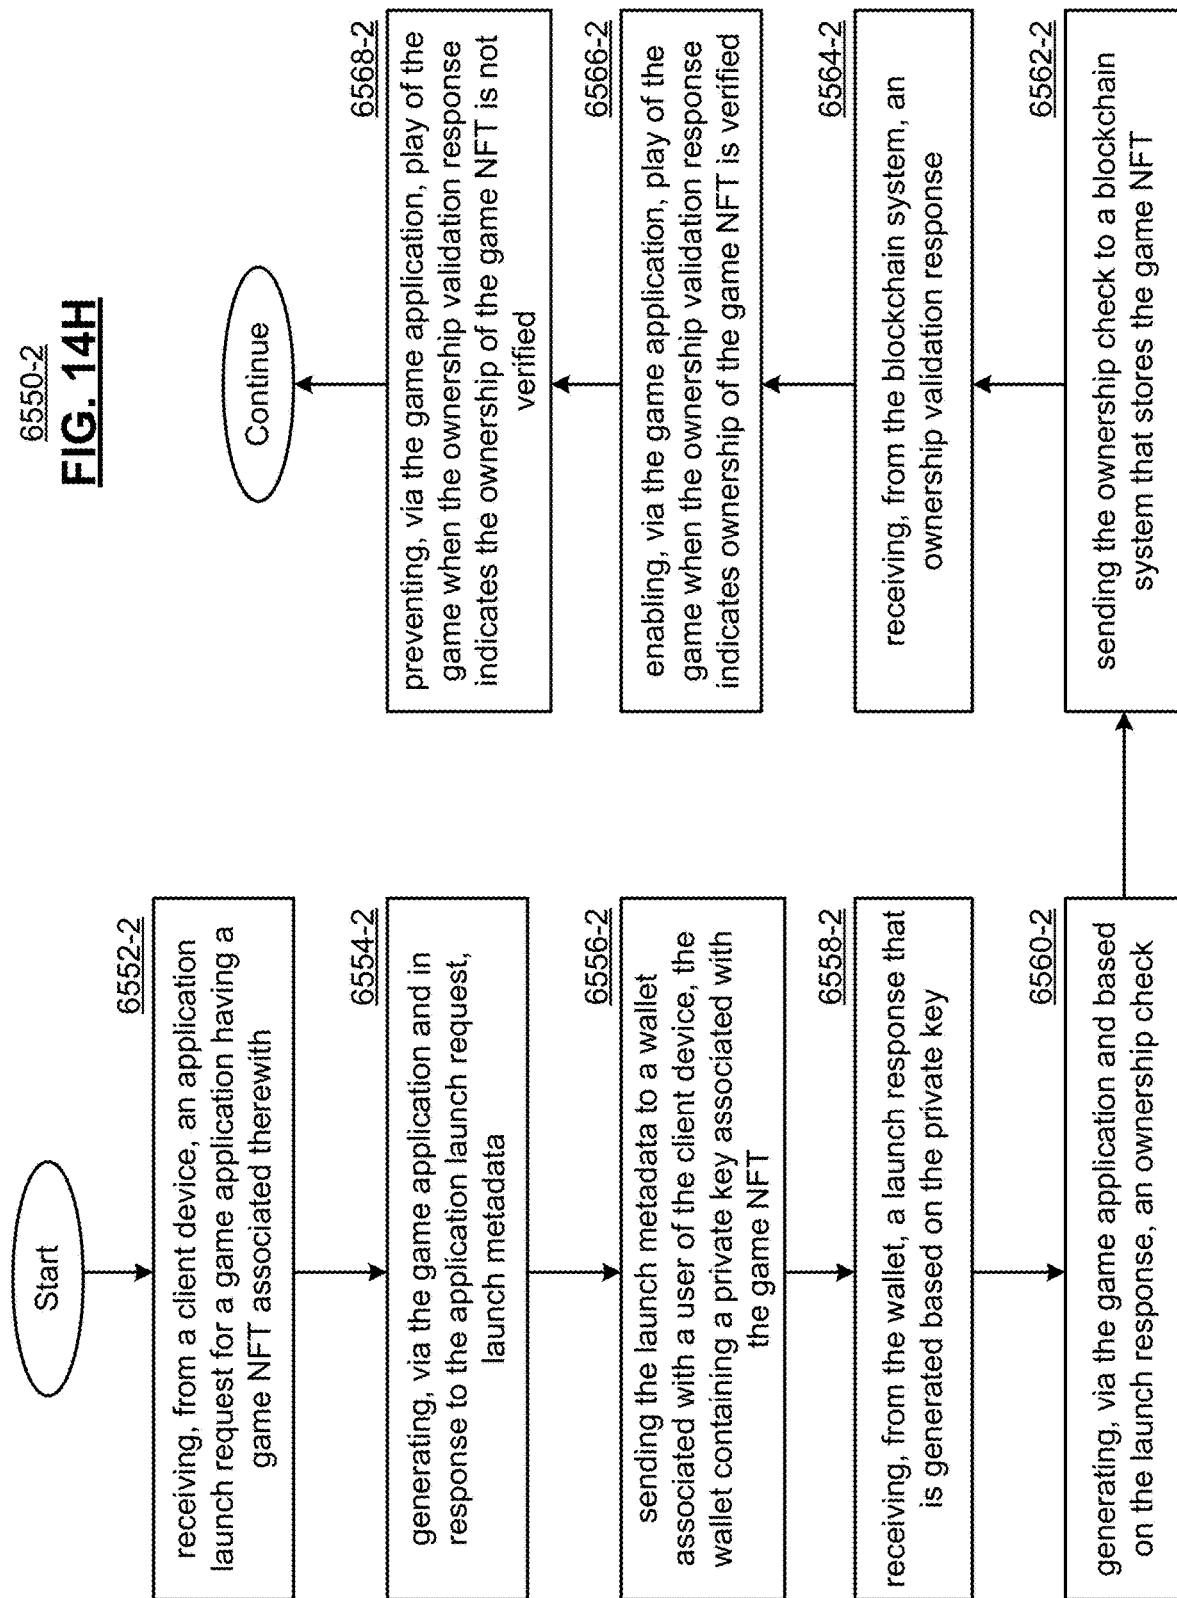 6550-2
FIG. 14H
Start
6552-2
receiving, from a client device, an application
launch request for a game application having a
game NFT associated therewith
6554-2
generating, via the game application and in
response to the application launch request,
launch metadata
6556-2
sending the launch metadata to a wallet
associated with a user of the client device, the
wallet containing a private key associated with
the game NFT
6558-2
receiving, from the wallet, a launch response that
is generated based on the private key
6560-2
generating, via the game application and based
on the launch response, an ownership check
6562-2
sending the ownership check to a blockchain
system that stores the game NFT
6564-2
receiving, from the blockchain system, an
ownership validation response
6566-2
enabling, via the game application, play of the
game when the ownership validation response
indicates ownership of the game NFT is verified
6568-2
preventing, via the game application, play of the
game when the ownership validation response
indicates the ownership of the game NFT is not
verified
Continue